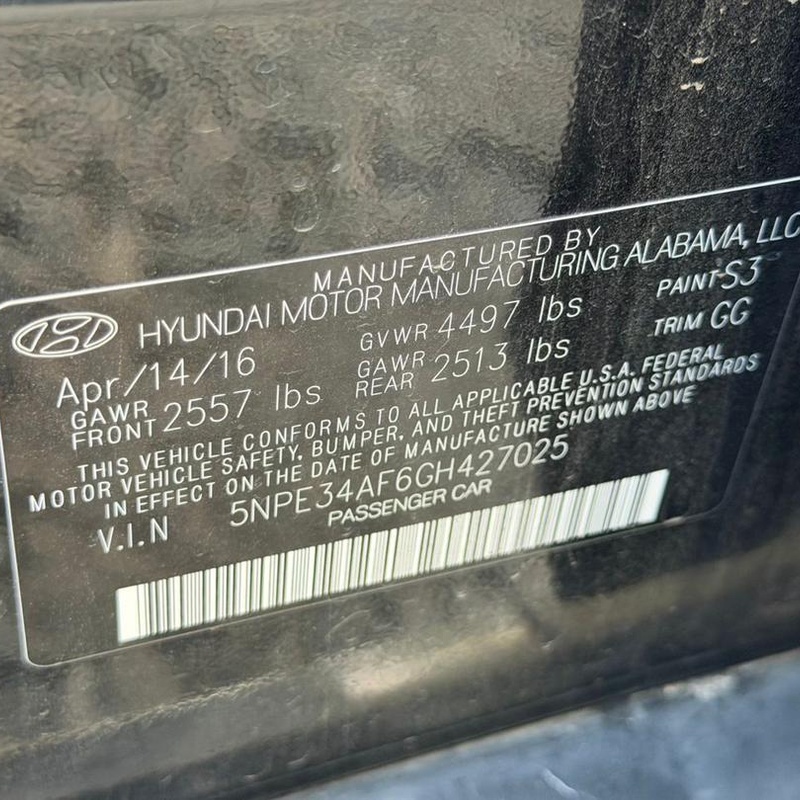 MANUFACTURED BY
HYUNDAI MOTOR MANUFACTURING ALABAMA, LLC
Apr/14/16 GVWR 4497 lbs PAINT S3
GAWR FRONT 2557 lbs GAWR REAR 2513 lbs TRIM GG
THIS VEHICLE CONFORMS TO ALL APPLICABLE U.S.A. FEDERAL
MOTOR VEHICLE SAFETY, BUMPER, AND THEFT PREVENTION STANDARDS
IN EFFECT ON THE DATE OF MANUFACTURE SHOWN ABOVE
V.I.N 5NPE34AF6GH427025
PASSENGER CAR